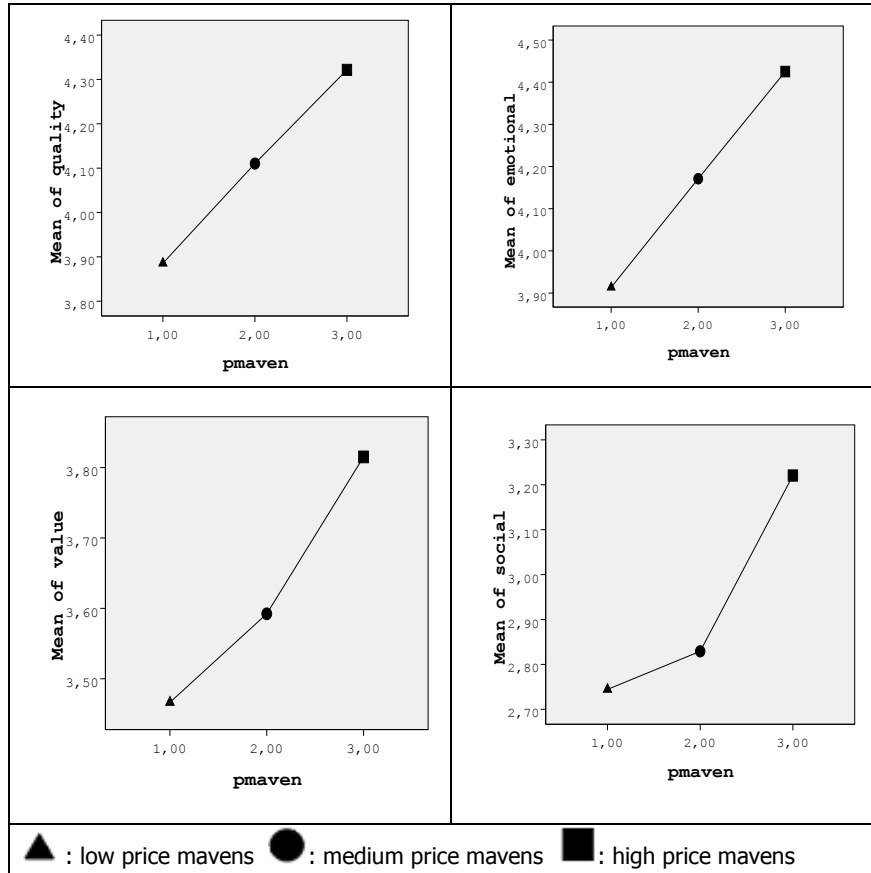 Mean of quality
4,40
4,30
4,20
4,10
4,00
3,90
3,80
1,00 2,00 3,00
pmaven
Mean of emotional
4,50
4,40
4,30
4,20
4,10
4,00
3,90
1,00 2,00 3,00
pmaven
Mean of value
3,80
3,70
3,60
3,50
1,00 2,00 3,00
pmaven
Mean of social
3,30
3,20
3,10
3,00
2,90
2,80
2,70
1,00 2,00 3,00
pmaven
: low price mavens : medium price mavens : high price mavens